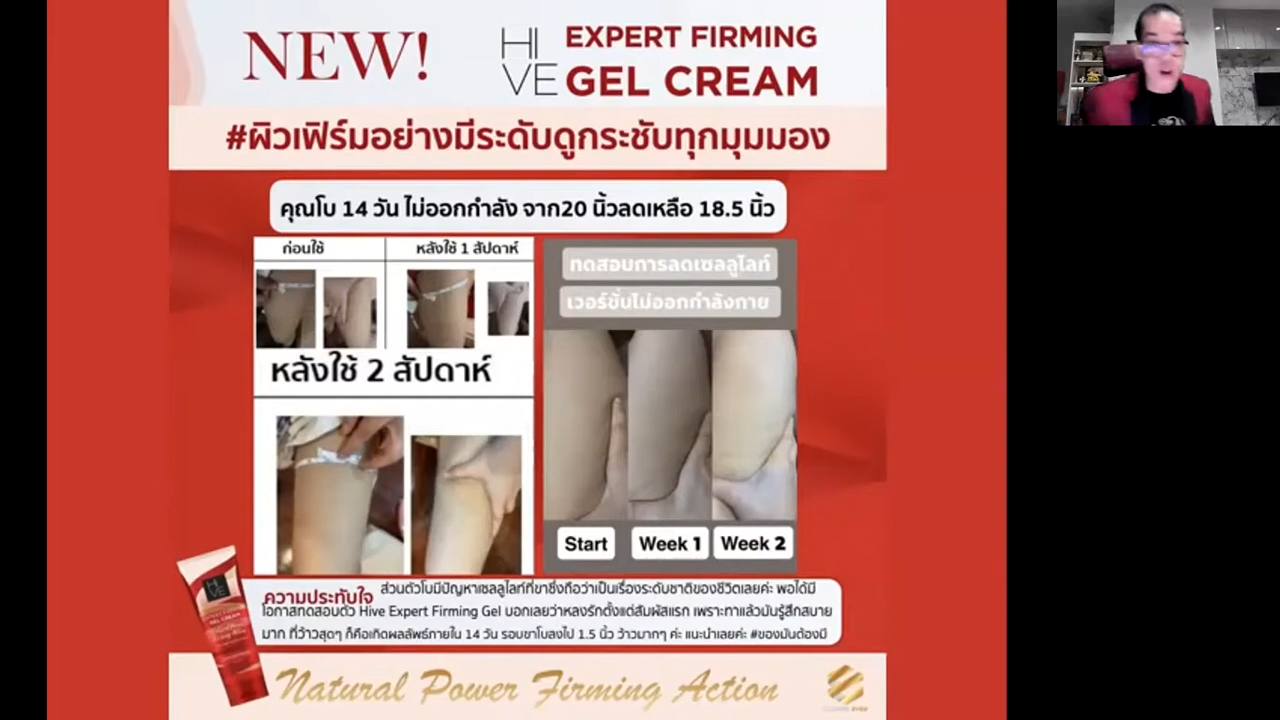 NEW!
HI
VE
EXPERT FIRMING
GEL CREAM
#ผิวเฟิร์มอย่างมีระดับดูกระชับทุกมุมมอง
คุณโบ 14 วัน ไม่ออกกำลัง จาก20 นิ้วลดเหลือ 18.5 นิ้ว
ก่อนใช้
หลังใช้ 1 สัปดาห์
หลังใช้ 2 สัปดาห์
ทดสอบการลดเซลลูไลท์
เวอร์ชั่นไม่ออกกำลังกาย
Start
Week 1
Week 2
ความประทับใจ ส่วนตัวโบมีปัญหาเซลลูไลท์ที่ขาซึ่งถือว่าเป็นเรื่องระดับชาติของชีวิตเลยค่ะ พอได้มี
โอกาสทดสอบตัว Hive Expert Firming Gel บอกเลยว่าหลงรักตั้งแต่สัมผัสแรก เพราะทาแล้วมันรู้สึกสบาย
มาก ที่ว้าวสุดๆ ก็คือเกิดผลลัพธ์ภายใน 14 วัน รอบขาโบลงไป 1.5 นิ้ว ว้าวมากๆ ค่ะ แนะนำเลยค่ะ #ของมันต้องมี
HI
VE
GEL CREAM
Natural Power Firming Action